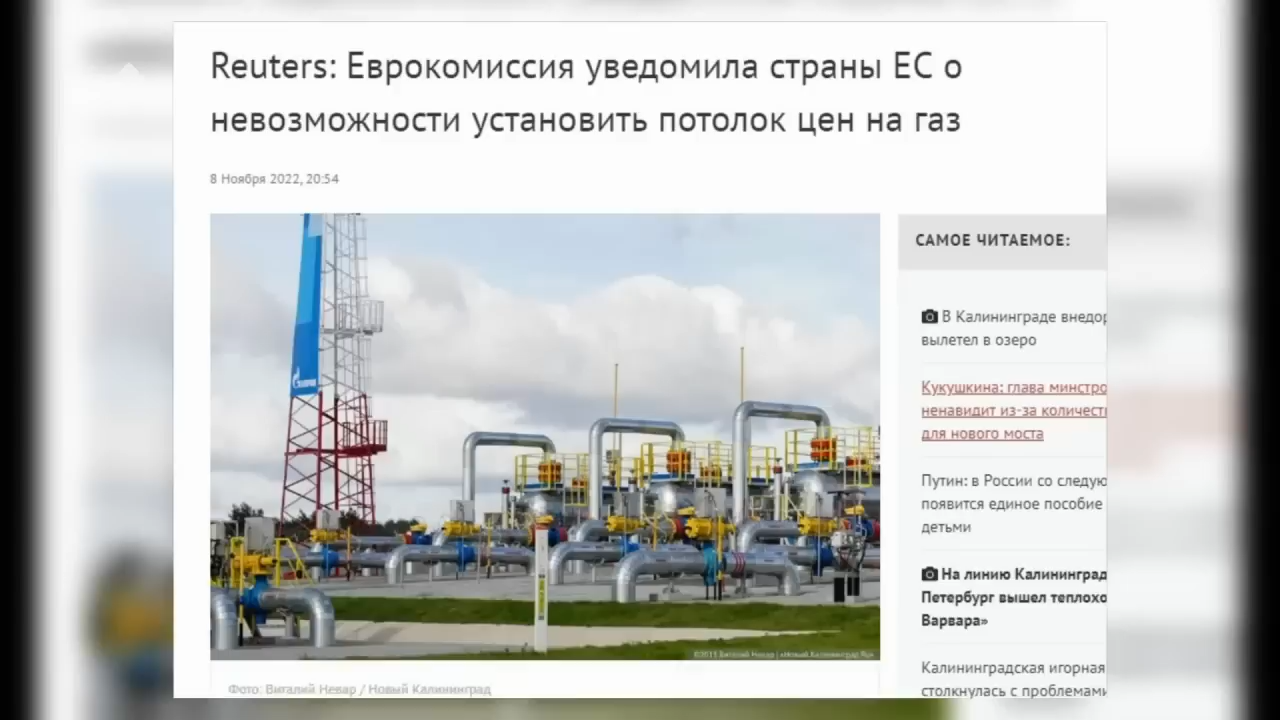 Reuters: Еврокомиссия уведомила страны ЕС о
невозможности установить потолок цен на газ
8 Ноября 2022, 20:54
САМОЕ ЧИТАЕМОЕ:
В Калининграде внедор
вылетел в озеро
Кукушкина: глава минстро
ненавидит из-за количест
для нового моста
Путин: в России со следую
появится единое пособие
детьми
На линию Калининград
Петербург вышел теплохо
Варвара»
Калининградская игорная
столкнулась с проблемами
Фото: Виталий Невар / Новый Калининград